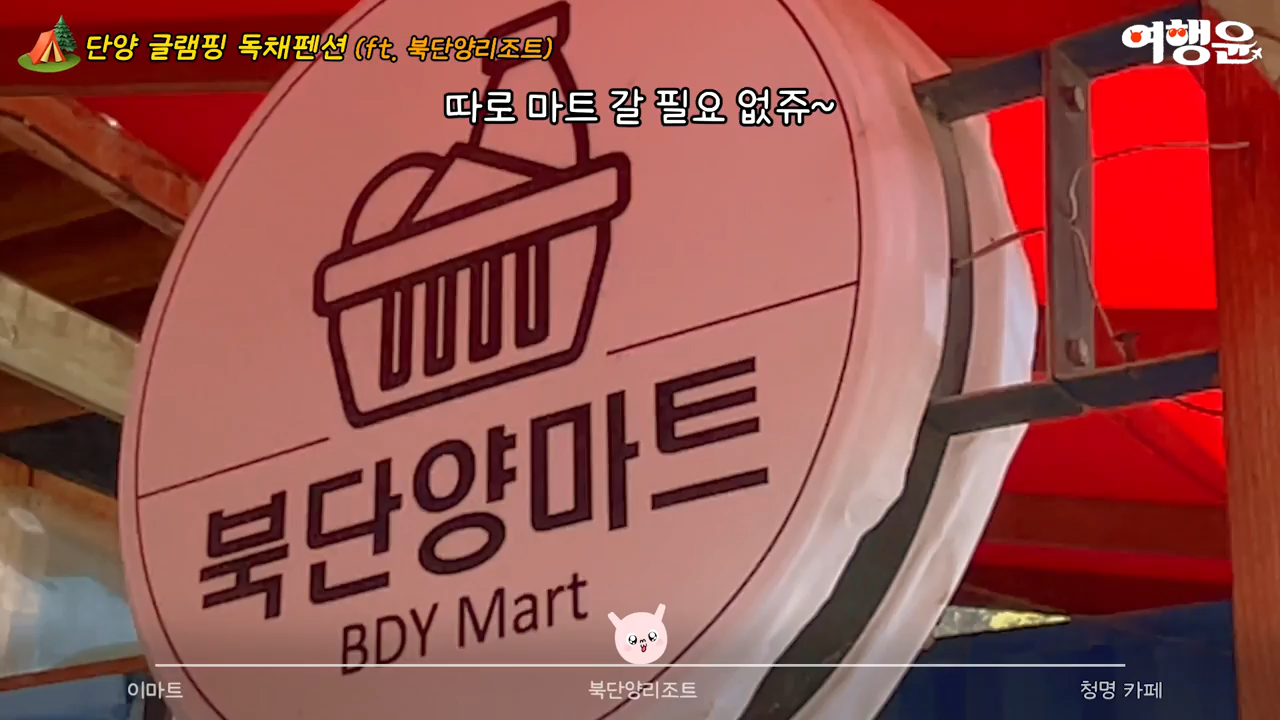 단양 글램핑 독채펜션 (ft. 북단양리조트)
여행윤
따로 마트 갈 필요 없쥬~
북단양마트
BDY Mart
이마트
북단양리조트
청명 카페